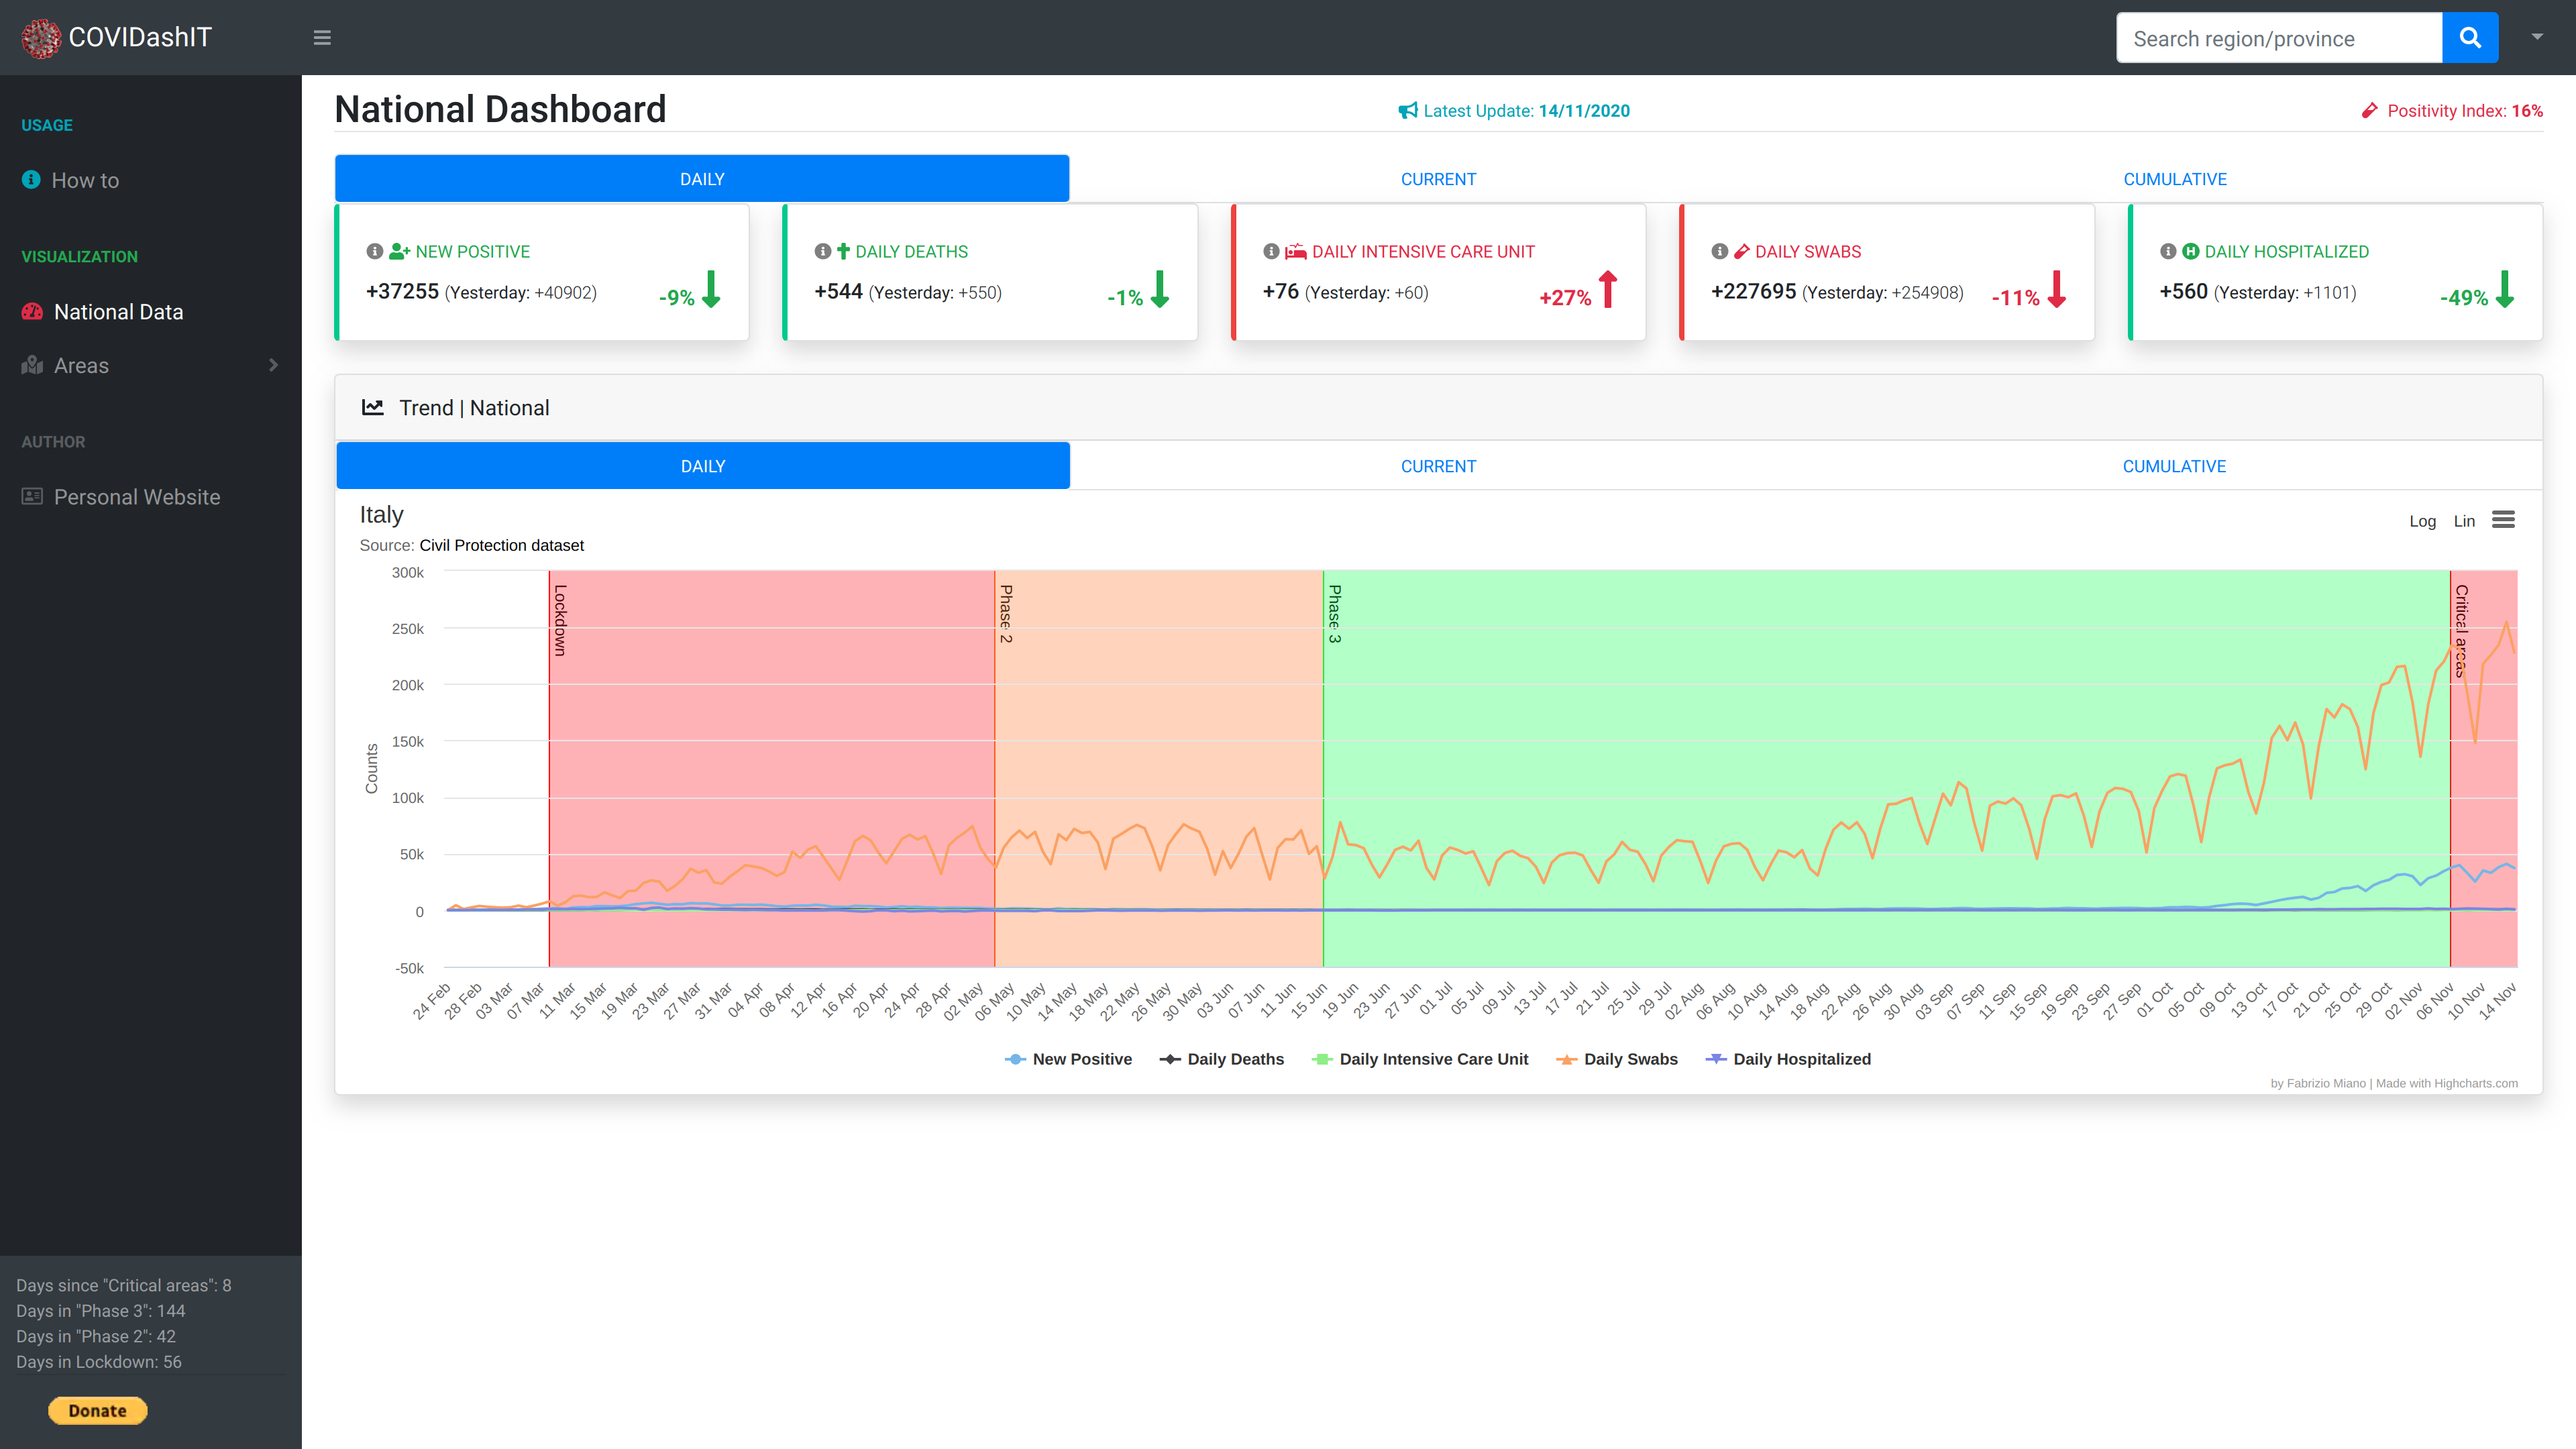 COVIDashIT
Search region/province
USAGE
How to
VISUALIZATION
National Data
Areas
AUTHOR
Personal Website
Days since "Critical areas": 8
Days in "Phase 3": 144
Days in "Phase 2": 42
Days in Lockdown: 56
Donate
National Dashboard
Latest Update: 14/11/2020
Positivity Index: 16%
DAILY CURRENT CUMULATIVE
NEW POSITIVE
+37255 (Yesterday: +40902) -9%
DAILY DEATHS
+544 (Yesterday: +550) -1%
DAILY INTENSIVE CARE UNIT
+76 (Yesterday: +60) +27%
DAILY SWABS
+227695 (Yesterday: +254908) -11%
H DAILY HOSPITALIZED
+560 (Yesterday: +1101) -49%
Trend | National
DAILY CURRENT CUMULATIVE
Italy
Source: Civil Protection dataset
Log Lin
300k
250k
200k
150k
100k
50k
0
-50k
Counts
Lockdown
Phase 2
Phase 3
Critical areas
24 Feb 28 Feb 03 Mar 07 Mar 11 Mar 15 Mar 19 Mar 23 Mar 27 Mar 31 Mar 04 Apr 08 Apr 12 Apr 16 Apr 20 Apr 24 Apr 28 Apr 02 May 06 May 10 May 14 May 18 May 22 May 26 May 30 May 03 Jun 07 Jun 11 Jun 15 Jun 19 Jun 23 Jun 27 Jun 01 Jul 05 Jul 09 Jul 13 Jul 17 Jul 21 Jul 25 Jul 29 Jul 02 Aug 06 Aug 10 Aug 14 Aug 18 Aug 22 Aug 26 Aug 30 Aug 03 Sep 07 Sep 11 Sep 15 Sep 19 Sep 23 Sep 27 Sep 01 Oct 05 Oct 09 Oct 13 Oct 17 Oct 21 Oct 25 Oct 29 Oct 02 Nov 06 Nov 10 Nov 14 Nov
New Positive Daily Deaths Daily Intensive Care Unit Daily Swabs Daily Hospitalized
by Fabrizio Miano | Made with Highcharts.com